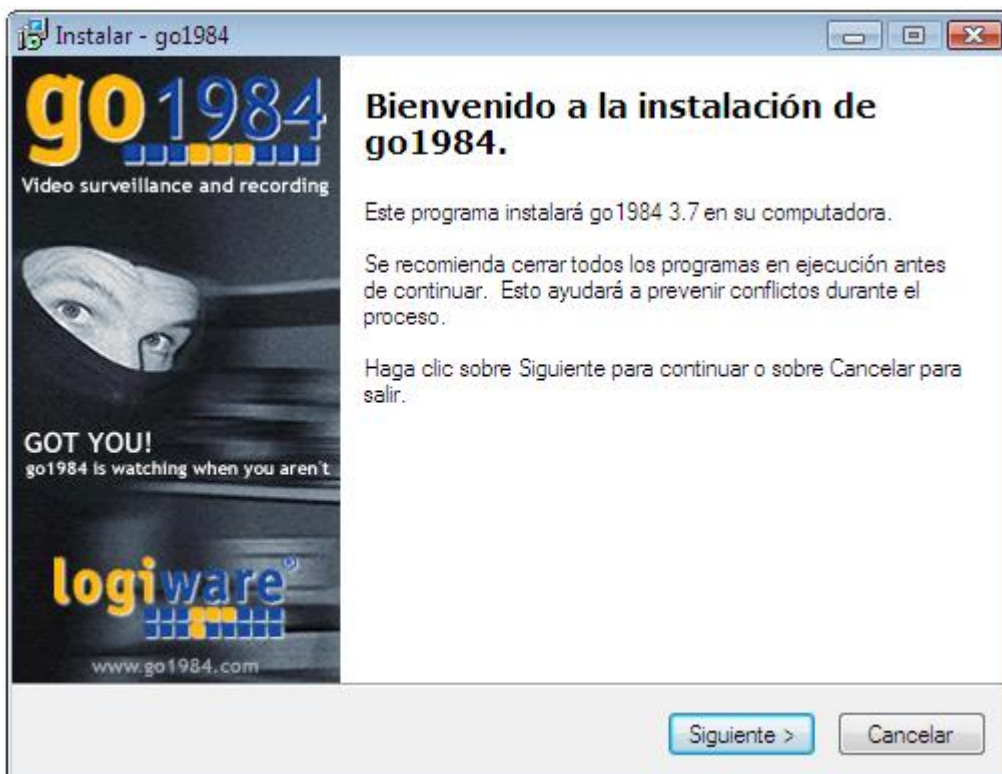 Instalar - go1984
go1984
Video surveillance and recording
GOT YOU!
go1984 is watching when you aren't
logiware®
www.go1984.com
Bienvenido a la instalación de
go1984.
Este programa instalará go1984 3.7 en su computadora.
Se recomienda cerrar todos los programas en ejecución antes
de continuar. Esto ayudará a prevenir conflictos durante el
proceso.
Haga clic sobre Siguiente para continuar o sobre Cancelar para
salir.
Siguiente >
Cancelar